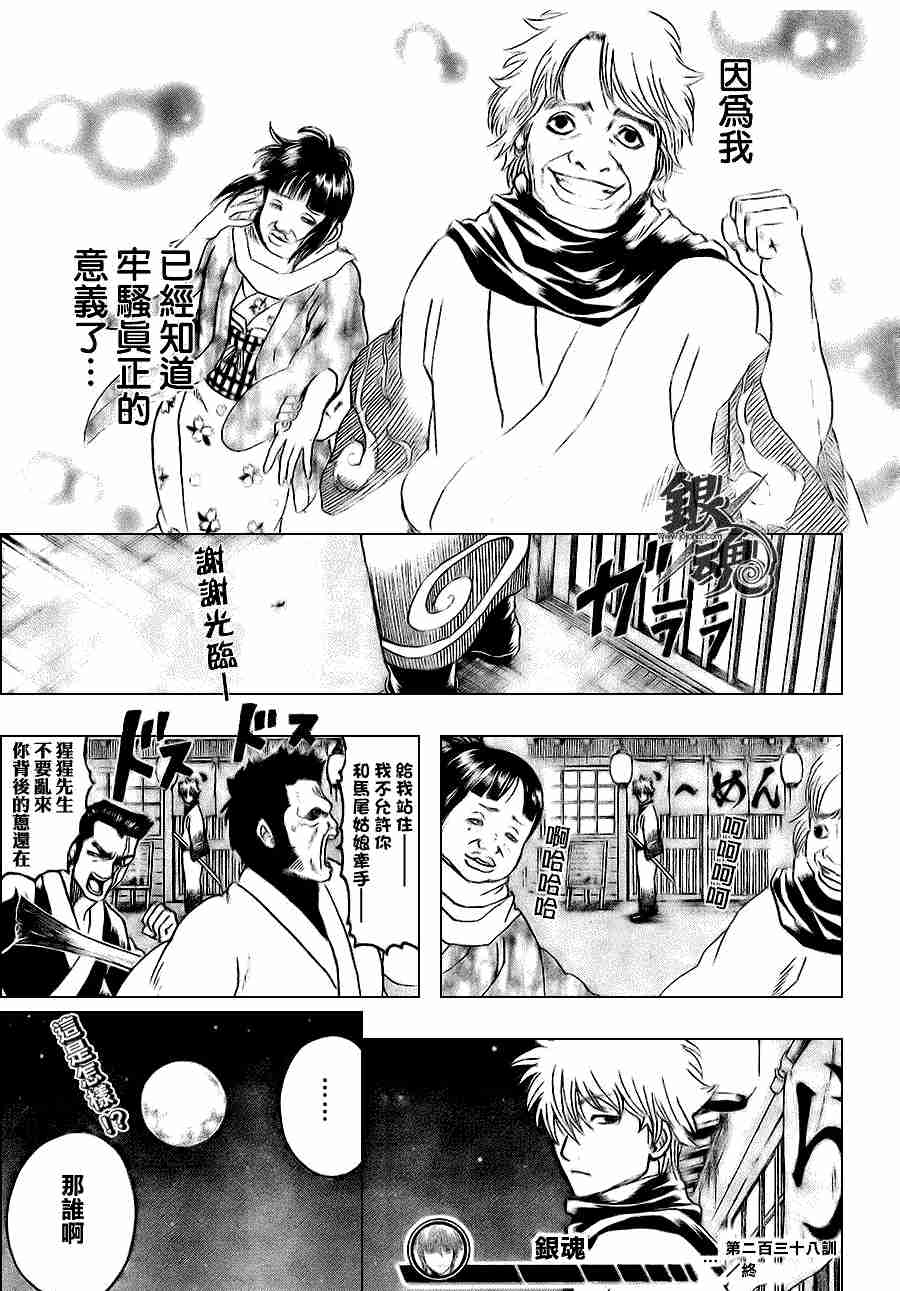 因爲我
已經知道
牢騷眞正的
意義了…
銀魂
ガラララ
謝謝光臨—
めん
啊哈哈哈
呵呵呵呵
給我站住——
我不允許你
和馬尾姑娘牽手——
ドスドス
猩猩先生
不要亂來
你背後的蔥還在
ら
……
這是怎樣!?
那誰啊
銀魂
第二百三十八訓
…／終